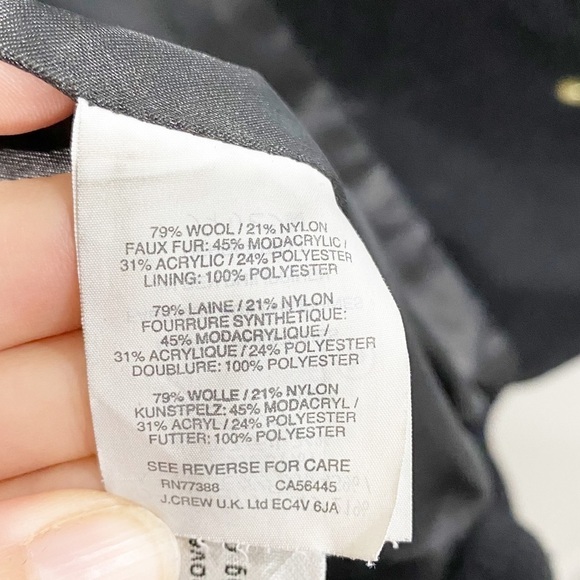 79% WOOL / 21% NYLON
FAUX FUR: 45% MODACRYLIC /
31% ACRYLIC / 24% POLYESTER
LINING: 100% POLYESTER
79% LAINE / 21% NYLON
FOURRURE SYNTHÉTIQUE:
45% MODACRYLIQUE /
31% ACRYLIQUE / 24% POLYESTER
DOUBLURE: 100% POLYESTER
79% WOLLE / 21% NYLON
KUNSTPELZ: 45% MODACRYL /
31% ACRYL / 24% POLYESTER
FUTTER: 100% POLYESTER
SEE REVERSE FOR CARE
RN77388 CA56445
J.CREW U.K. Ltd EC4V 6JA